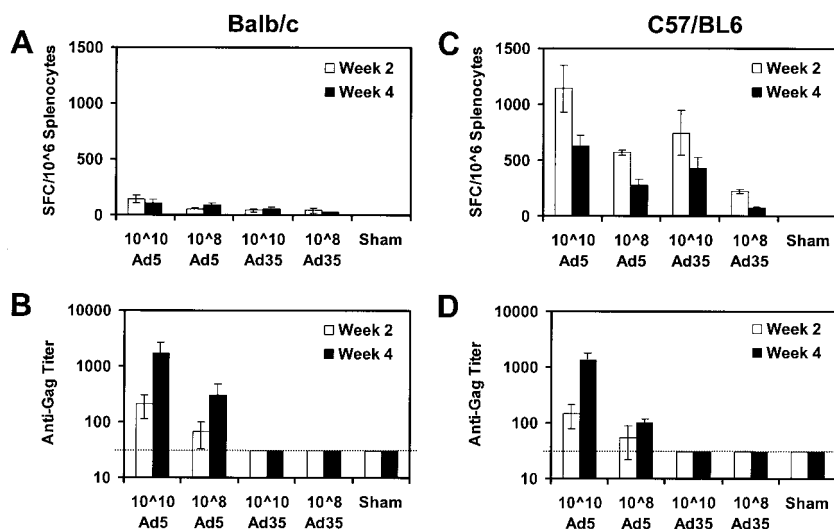 Balb/c
C57/BL6
A
SFC/10^6 Splenocytes
1500
1000
500
0
Week 2
Week 4
10^10 10^8 10^10 10^8 Sham
Ad5 Ad5 Ad35 Ad35
C
SFC/10^6 Splenocytes
1500
1000
500
0
Week 2
Week 4
10^10 10^8 10^10 10^8 Sham
Ad5 Ad5 Ad35 Ad35
B
Anti-Gag Titer
10000
1000
100
10
Week 2
Week 4
10^10 10^8 10^10 10^8 Sham
Ad5 Ad5 Ad35 Ad35
D
Anti-Gag Titer
10000
1000
100
10
Week 2
Week 4
10^10 10^8 10^10 10^8 Sham
Ad5 Ad5 Ad35 Ad35